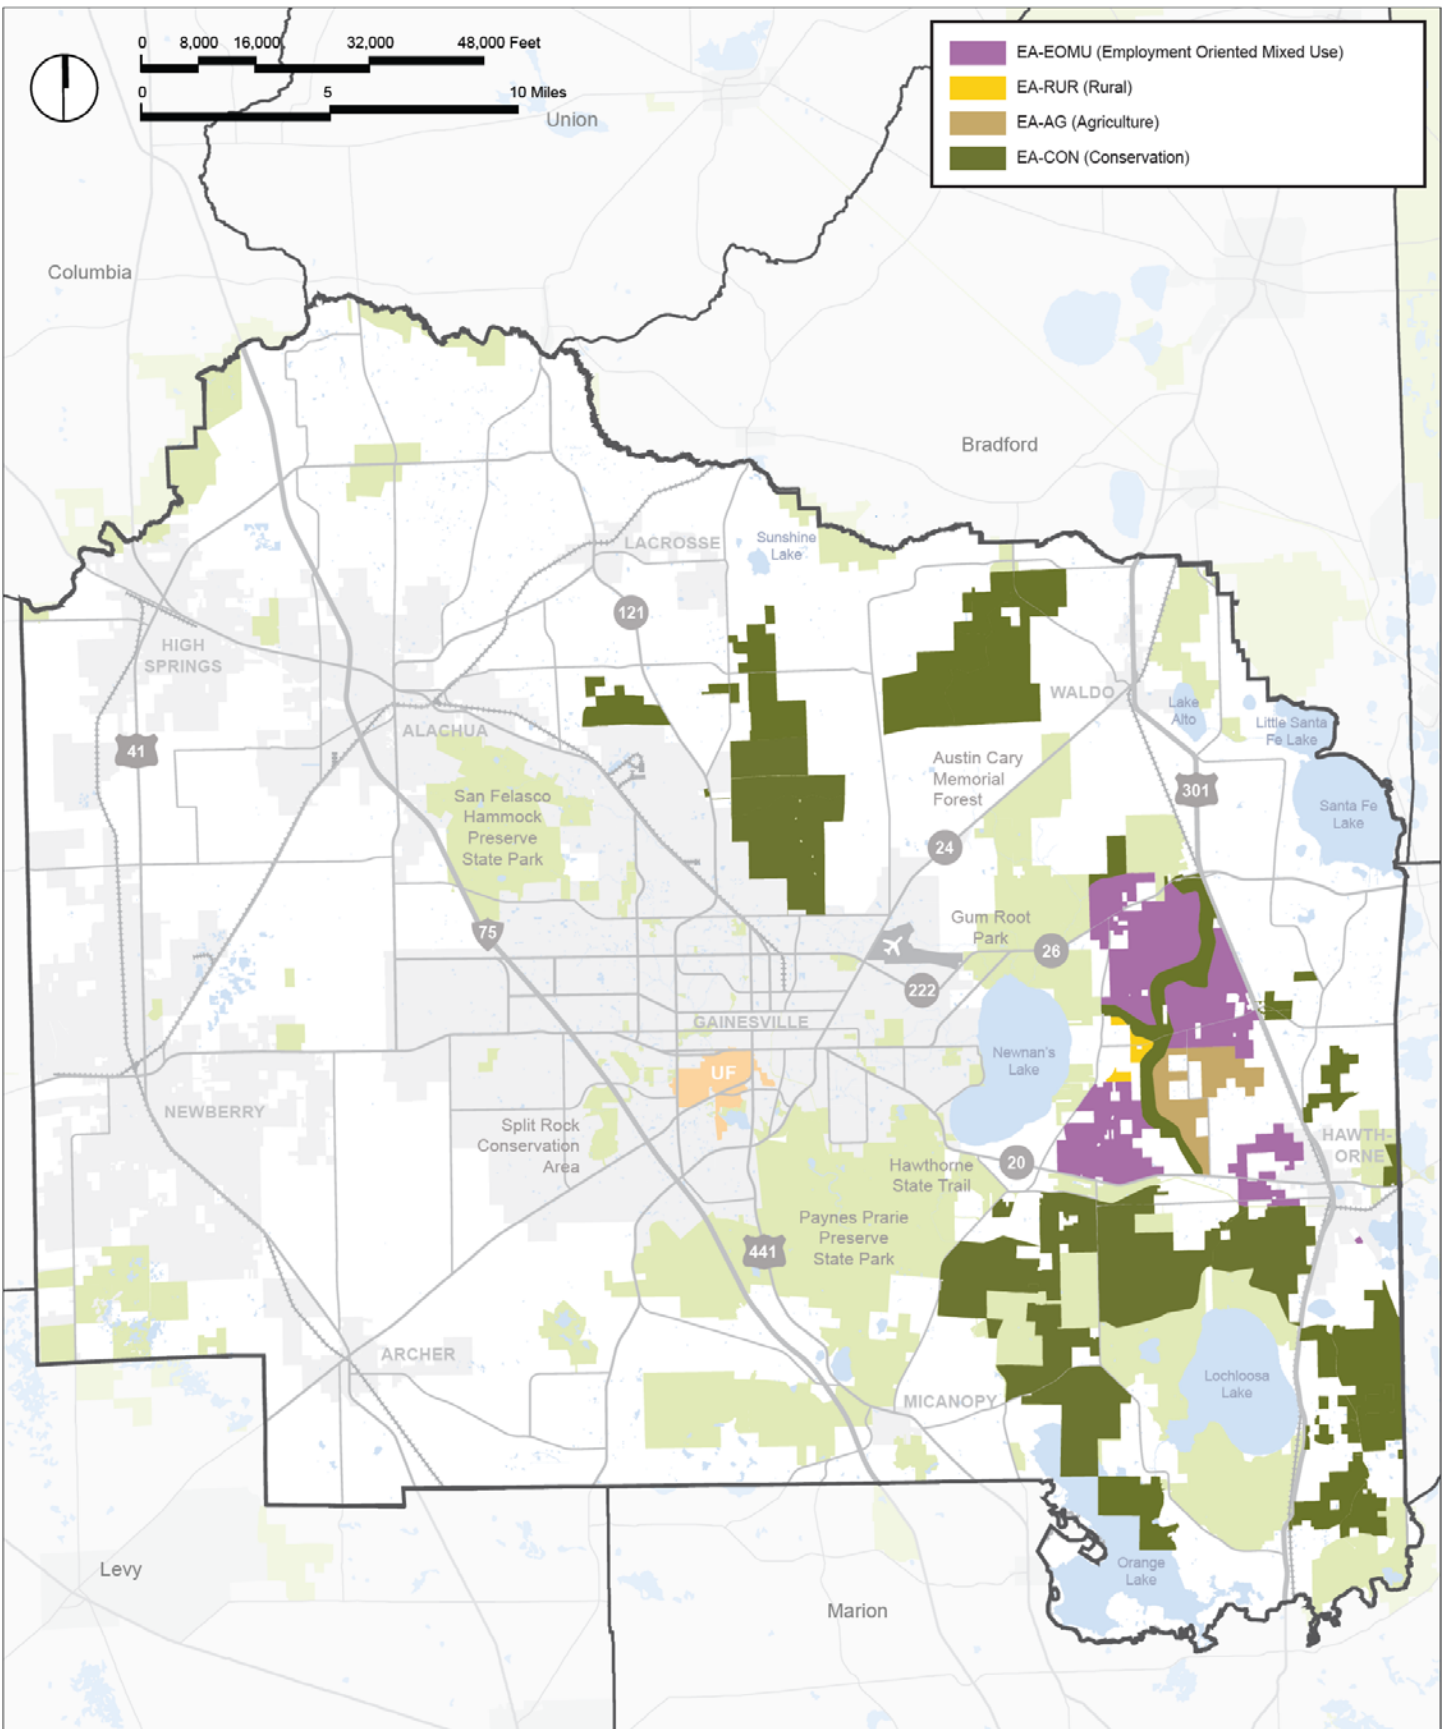 0 8,000 16,000 32,000 48,000 Feet
0 5 10 Miles
EA-EOMU (Employment Oriented Mixed Use)
EA-RUR (Rural)
EA-AG (Agriculture)
EA-CON (Conservation)
Union
Columbia
Bradford
LACROSSE
Sunshine
Lake
121
HIGH
SPRINGS
WALDO
Lake
Alto
Little Santa
Fe Lake
ALACHUA
41
Austin Cary
Memorial
Forest
301
San Felasco
Hammock
Preserve
State Park
Santa Fe
Lake
24
Gum Root
Park
75
26
222
GAINESVILLE
Newnan's
Lake
UF
NEWBERRY
Split Rock
Conservation
Area
HAWTH-
ORNE
Hawthorne
State Trail
20
Paynes Prarie
Preserve
State Park
441
ARCHER
Lochloosa
Lake
MICANOPY
Orange
Lake
Levy
Marion